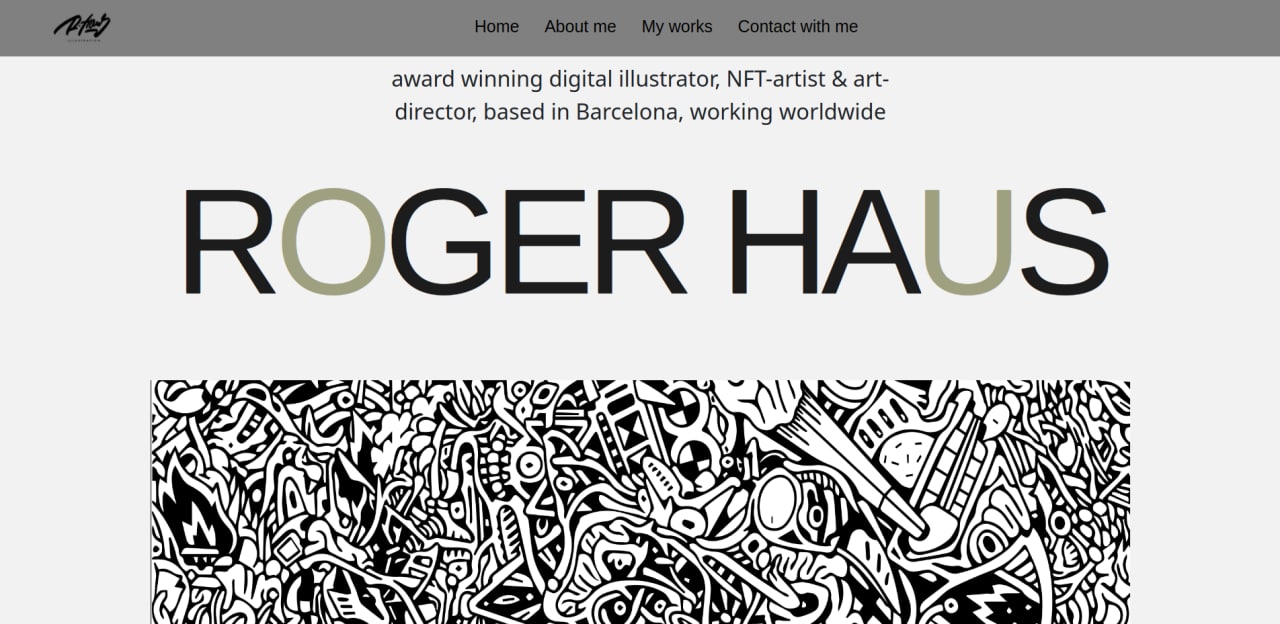 Home About me My works Contact with me
award winning digital illustrator, NFT-artist & art-
director, based in Barcelona, working worldwide
ROGER HAUS